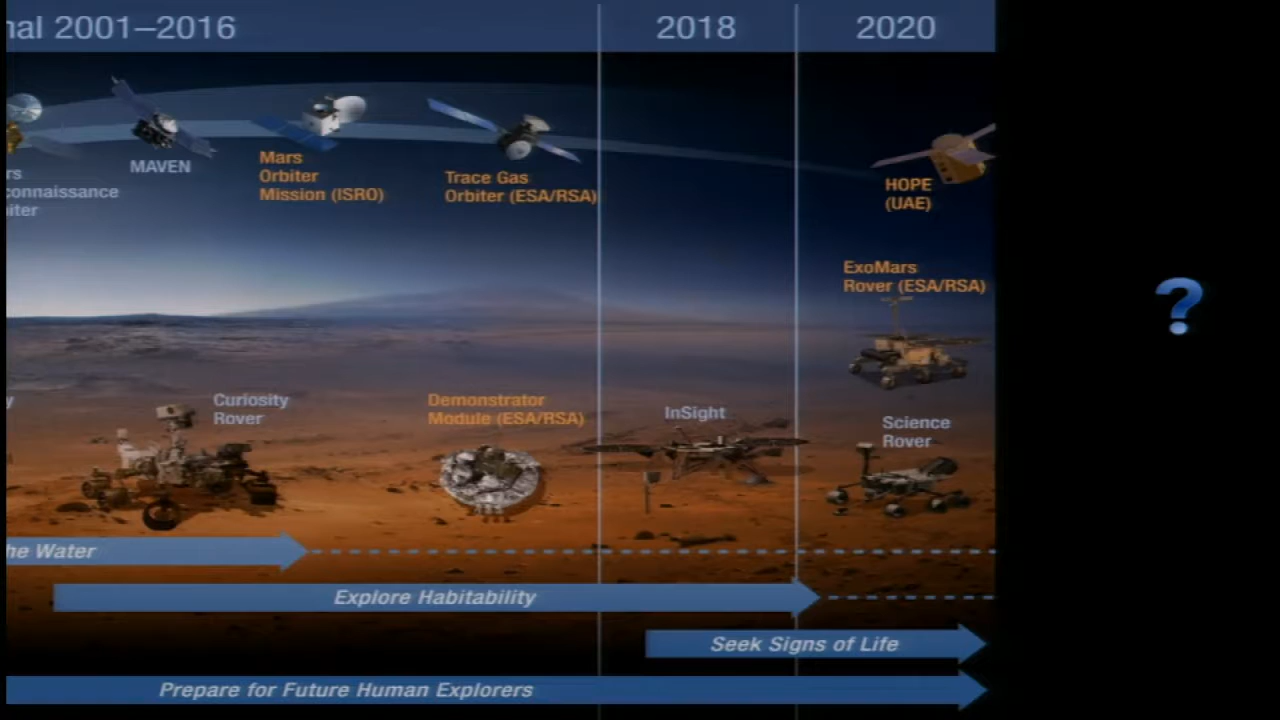 nal 2001–2016
2018
2020
MAVEN
Mars
Orbiter
Mission (ISRO)
Trace Gas
Orbiter (ESA/RSA)
HOPE
(UAE)
rs
connaissance
iter
ExoMars
Rover (ESA/RSA)
?
y
Curiosity
Rover
Demonstrator
Module (ESA/RSA)
InSight
Science
Rover
he Water
Explore Habitability
Seek Signs of Life
Prepare for Future Human Explorers